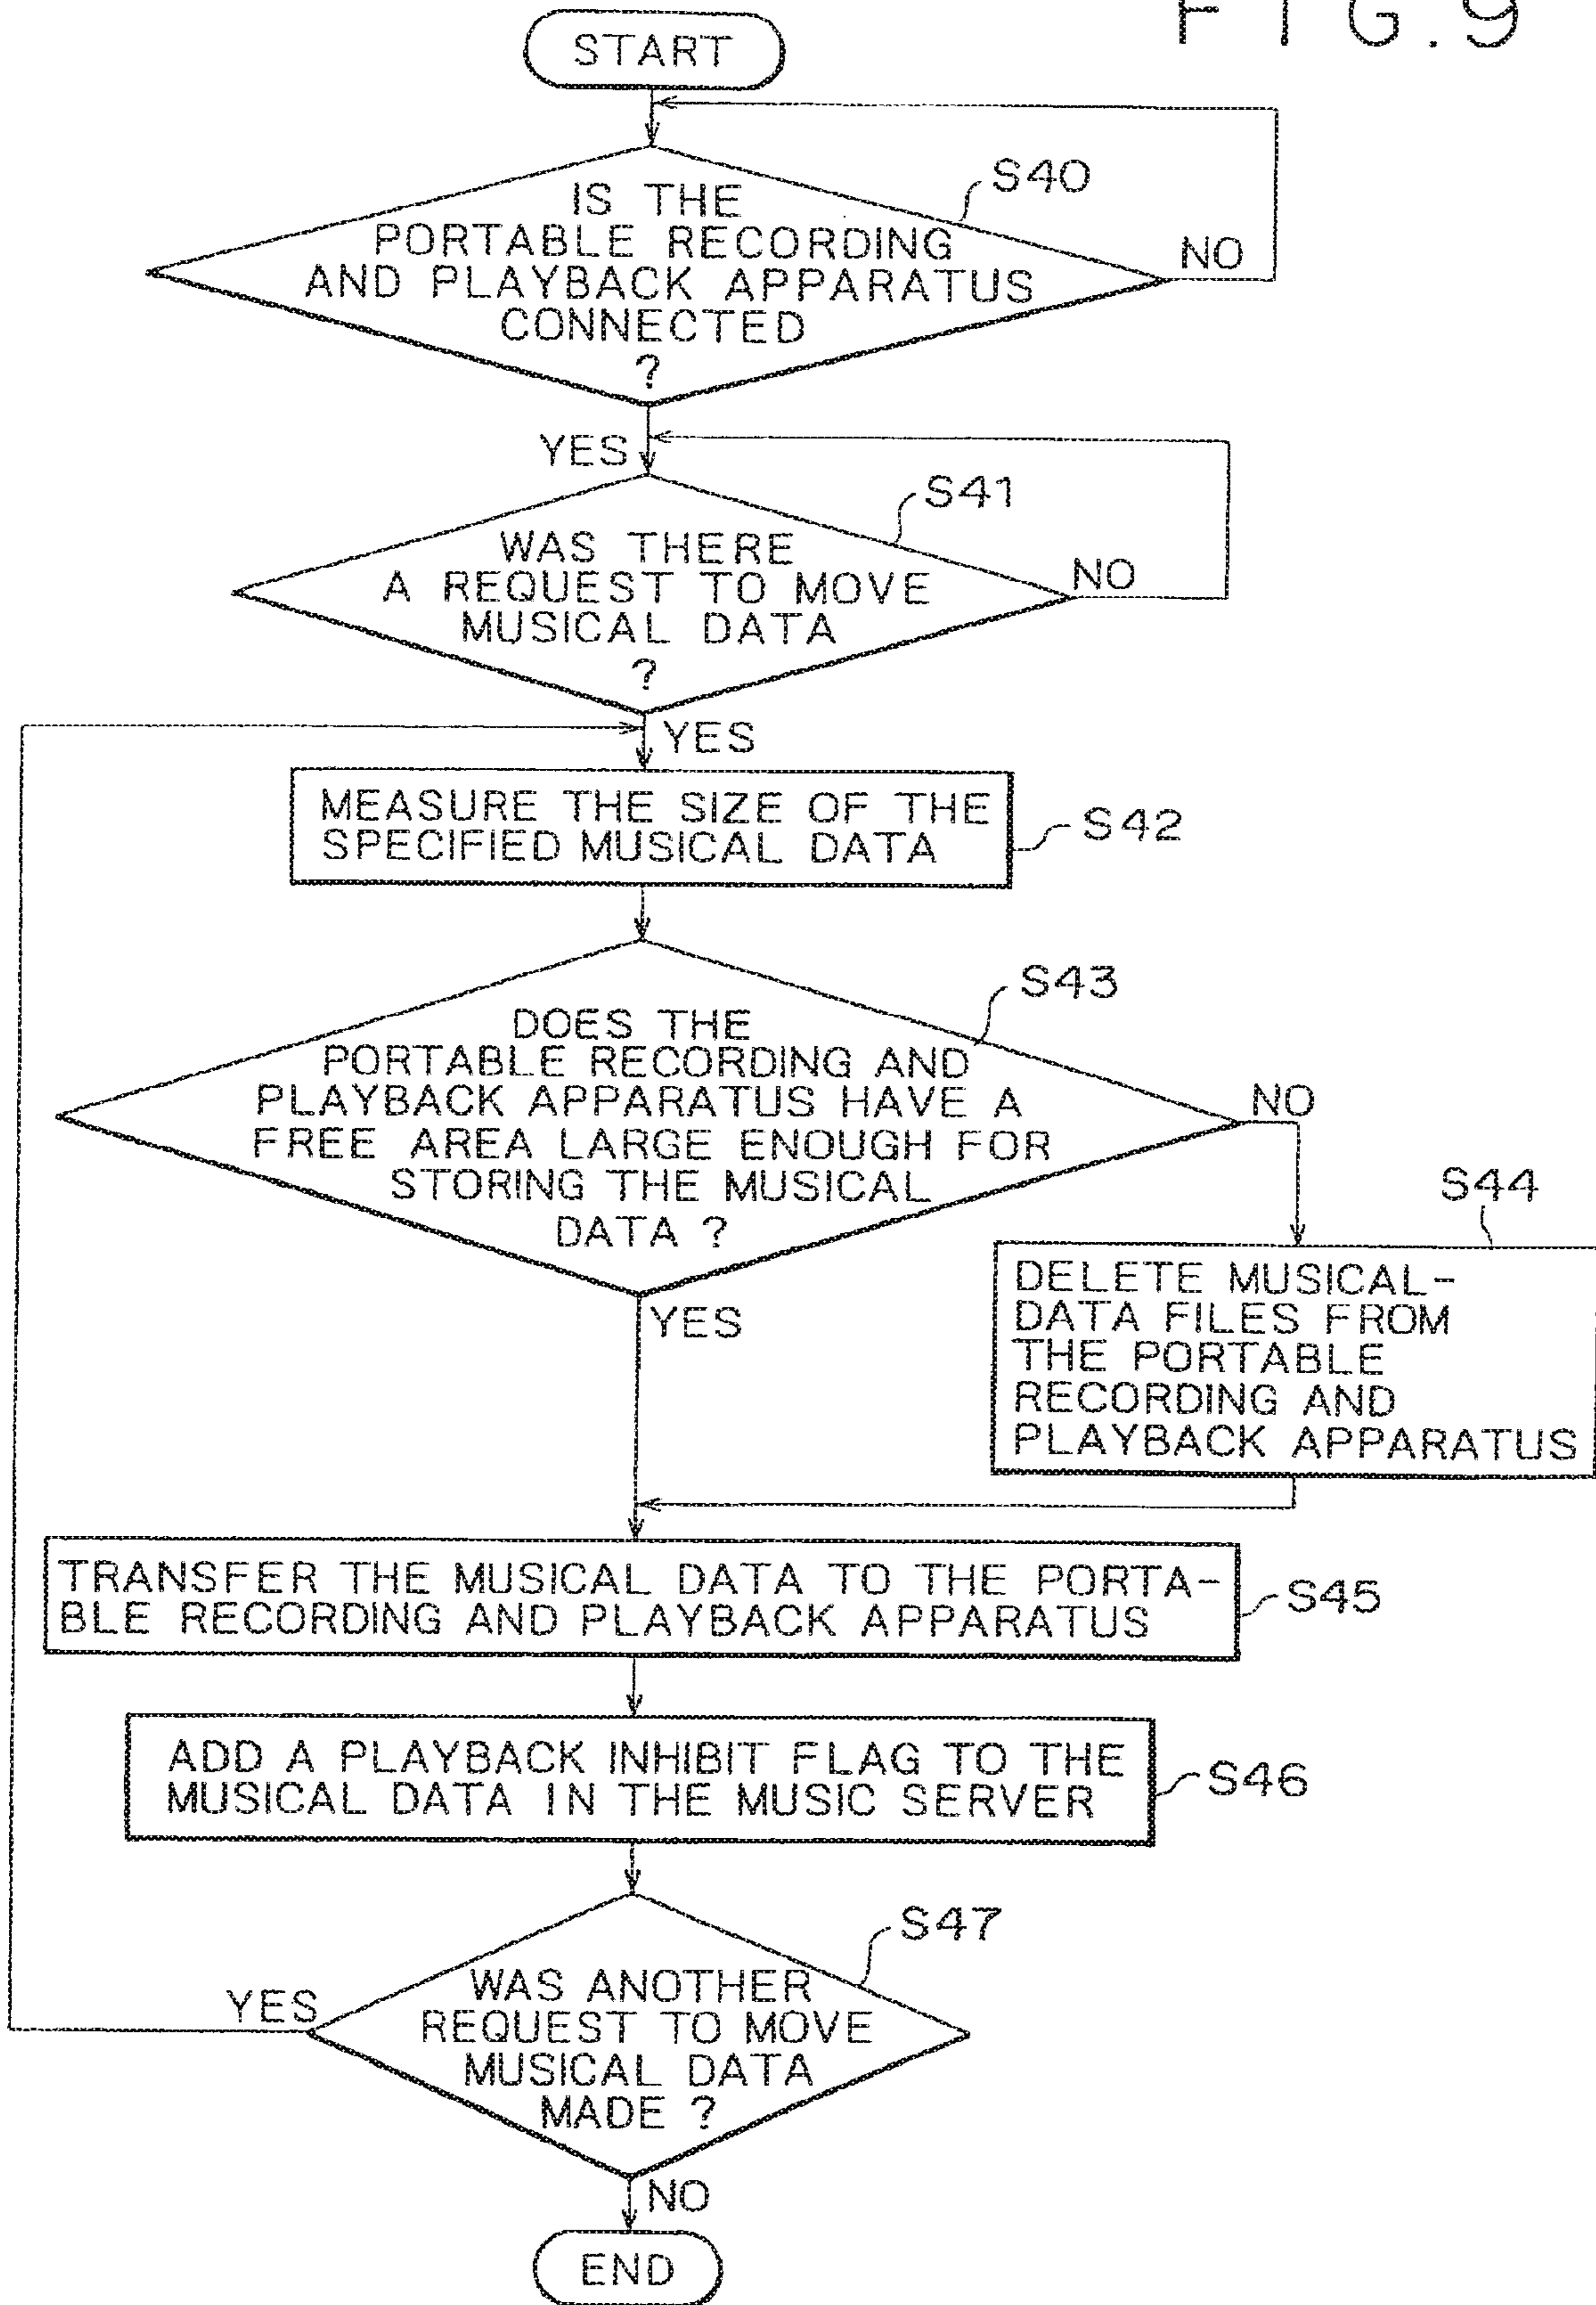 FIG.9
START
IS THE
PORTABLE RECORDING
AND PLAYBACK APPARATUS
CONNECTED
?
S40
NO
YES
WAS THERE
A REQUEST TO MOVE
MUSICAL DATA
?
S41
NO
YES
MEASURE THE SIZE OF THE
SPECIFIED MUSICAL DATA
S42
DOES THE
PORTABLE RECORDING AND
PLAYBACK APPARATUS HAVE A
FREE AREA LARGE ENOUGH FOR
STORING THE MUSICAL
DATA ?
S43
NO
YES
S44
DELETE MUSICAL-
DATA FILES FROM
THE PORTABLE
RECORDING AND
PLAYBACK APPARATUS
TRANSFER THE MUSICAL DATA TO THE PORTA-
BLE RECORDING AND PLAYBACK APPARATUS
S45
ADD A PLAYBACK INHIBIT FLAG TO THE
MUSICAL DATA IN THE MUSIC SERVER
S46
WAS ANOTHER
REQUEST TO MOVE
MUSICAL DATA
MADE ?
S47
YES
NO
END